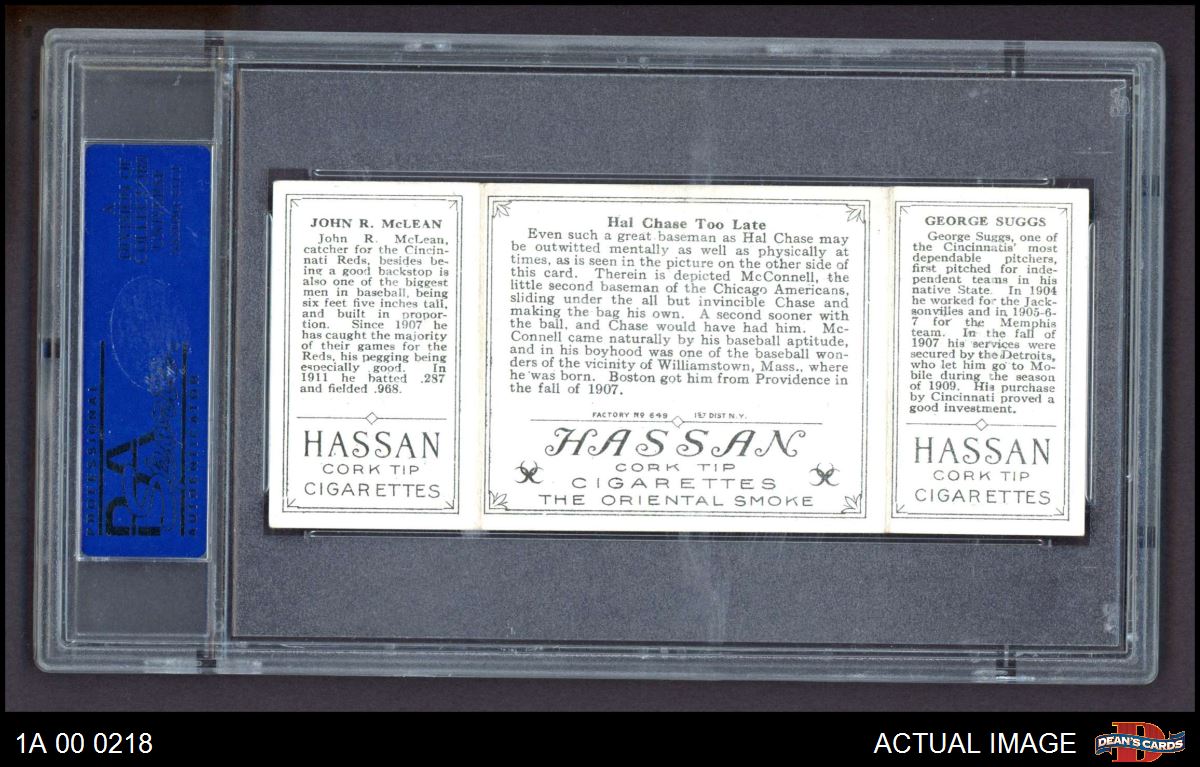 JOHN R. McLEAN
John R. McLean,
catcher for the Cincin-
nati Reds, besides be-
ing a good backstop is
also one of the biggest
men in baseball, being
six feet five inches tall,
and built in propor-
tion. Since 1907 he
has caught the majority
of their games for the
Reds, his pegging being
especially good. In
1911 he batted .287
and fielded .968.
HASSAN
CORK TIP
CIGARETTES
Hal Chase Too Late
Even such a great baseman as Hal Chase may
be outwitted mentally as well as physically at
times, as is seen in the picture on the other side of
this card. Therein is depicted McConnell, the
little second baseman of the Chicago Americans,
sliding under the all but invincible Chase and
making the bag his own. A second sooner with
the ball, and Chase would have had him. Mc-
Connell came naturally by his baseball aptitude,
and in his boyhood was one of the baseball won-
ders of the vicinity of Williamstown, Mass., where
he was born. Boston got him from Providence in
the fall of 1907.
FACTORY Nº 649 1ST DIST N.Y.
HASSAN
CORK TIP
CIGARETTES
THE ORIENTAL SMOKE
GEORGE SUGGS
George Suggs, one of
the Cincinnatis' most
dependable pitchers,
first pitched for inde-
pendent teams in his
native State. In 1904
he worked for the Jack-
sonvilles and in 1905-6-
7 for the Memphis
team. In the fall of
1907 his services were
secured by the Detroits,
who let him go to Mo-
bile during the season
of 1909. His purchase
by Cincinnati proved a
good investment.
HASSAN
CORK TIP
CIGARETTES
PROFESSIONAL
PSA
AUTHENTICATOR
1A 00 0218
ACTUAL IMAGE
DEAN'S CARDS